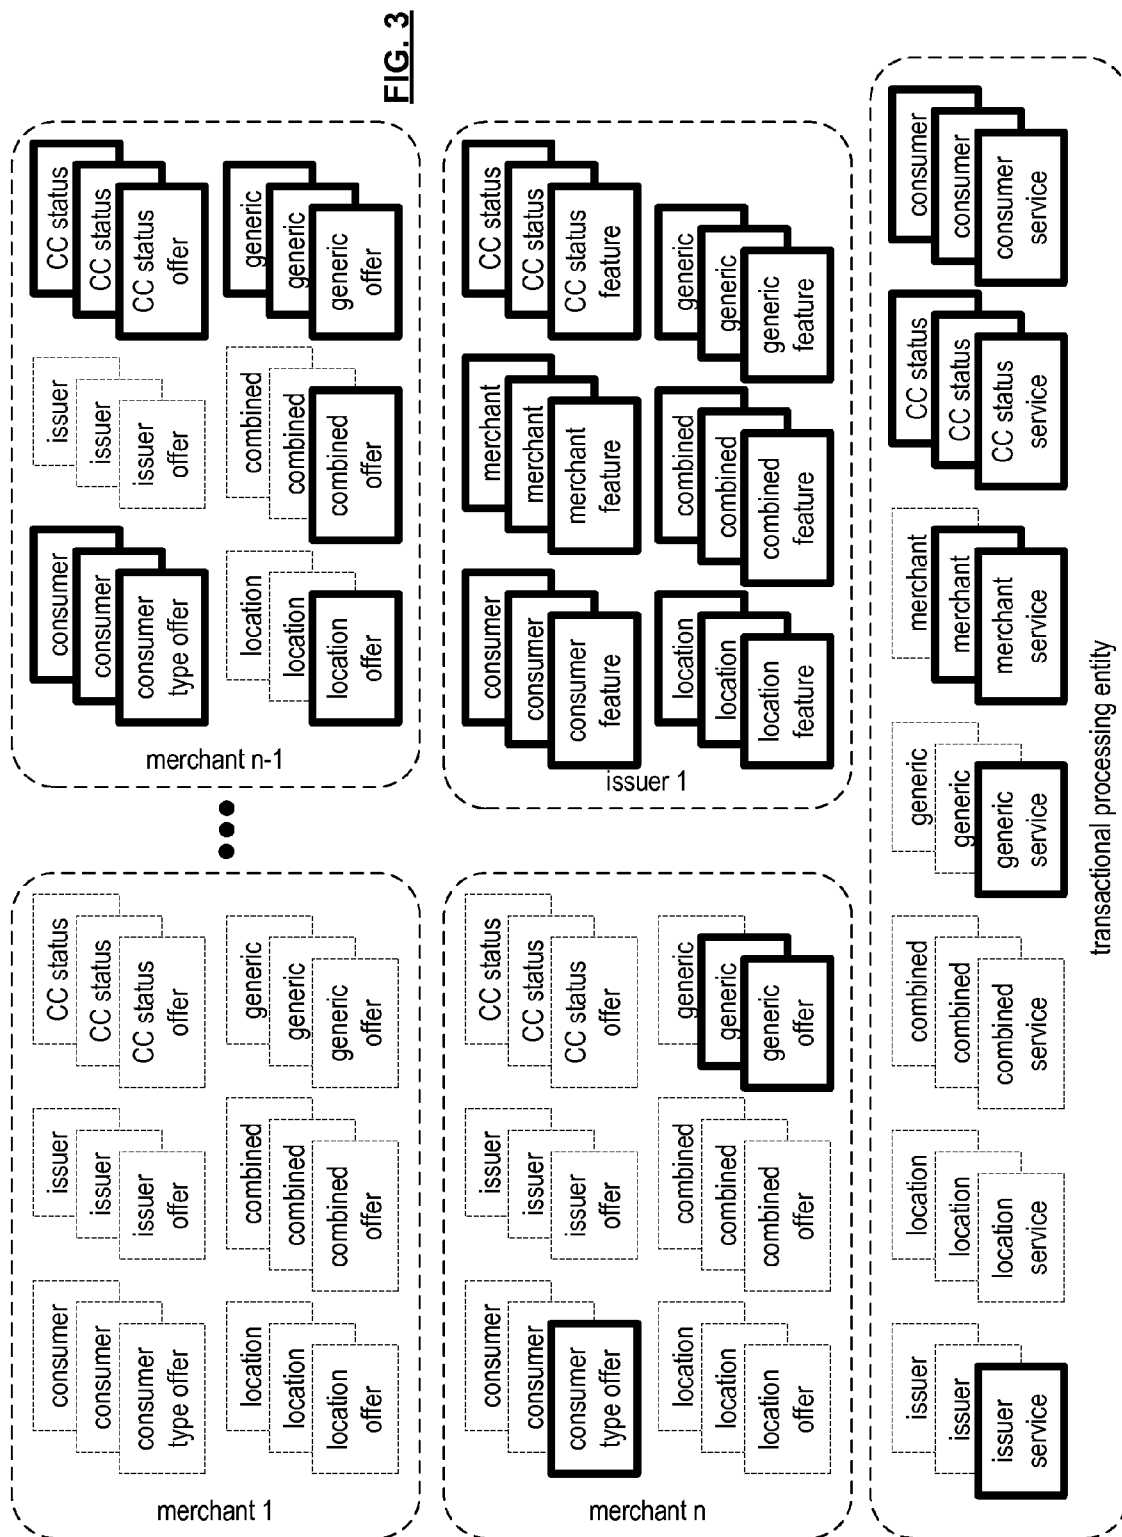 consumer
consumer
consumer
type offer
issuer
issuer
issuer
offer
CC status
CC status
CC status
offer
merchant 1
location
location
location
offer
combined
combined
combined
offer
generic
generic
generic
offer
consumer
consumer
consumer
type offer
issuer
issuer
issuer
offer
CC status
CC status
CC status
offer
merchant n-1
location
location
location
offer
combined
combined
combined
offer
generic
generic
generic
offer
FIG. 3
consumer
consumer
consumer
type offer
issuer
issuer
issuer
offer
CC status
CC status
CC status
offer
merchant n
location
location
location
offer
combined
combined
combined
offer
generic
generic
generic
offer
consumer
consumer
consumer
feature
merchant
merchant
merchant
feature
CC status
CC status
CC status
feature
issuer 1
location
location
location
feature
combined
combined
combined
feature
generic
generic
generic
feature
issuer
issuer
issuer
service
location
location
location
service
combined
combined
combined
service
generic
generic
generic
service
merchant
merchant
merchant
service
CC status
CC status
CC status
service
consumer
consumer
consumer
service
transactional processing entity